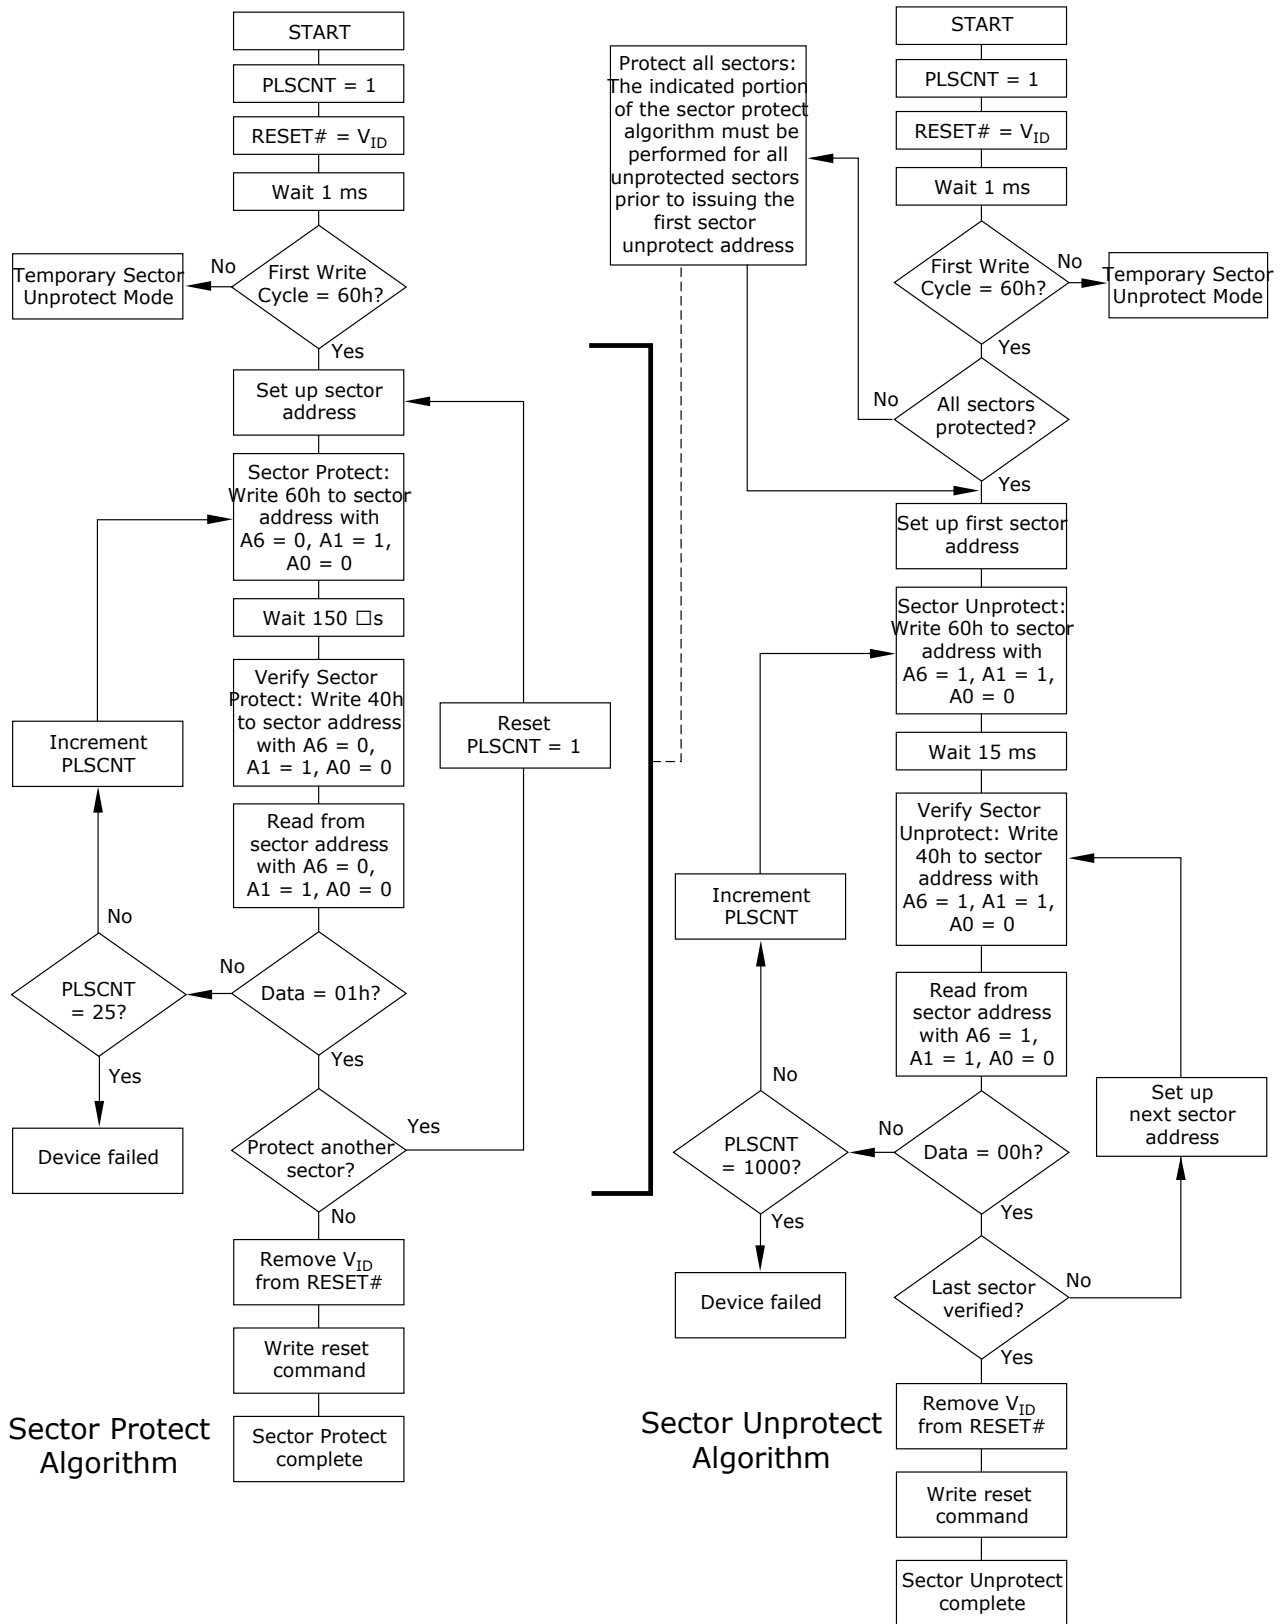 START
PLSCNT = 1
RESET# = VID
Wait 1 ms
First Write
Cycle = 60h?
No
Temporary Sector
Unprotect Mode
Yes
Set up sector
address
Sector Protect:
Write 60h to sector
address with
A6 = 0, A1 = 1,
A0 = 0
Wait 150 □s
Verify Sector
Protect: Write 40h
to sector address
with A6 = 0,
A1 = 1, A0 = 0
Increment
PLSCNT
Reset
PLSCNT = 1
Read from
sector address
with A6 = 0,
A1 = 1, A0 = 0
No
PLSCNT
= 25?
No
Data = 01h?
Yes
Yes
Device failed
Protect another
sector?
Yes
No
Remove VID
from RESET#
Write reset
command
Sector Protect
complete
Sector Protect
Algorithm
Protect all sectors:
The indicated portion
of the sector protect
algorithm must be
performed for all
unprotected sectors
prior to issuing the
first sector
unprotect address
START
PLSCNT = 1
RESET# = VID
Wait 1 ms
First Write
Cycle = 60h?
No
Temporary Sector
Unprotect Mode
Yes
No
All sectors
protected?
Yes
Set up first sector
address
Sector Unprotect:
Write 60h to sector
address with
A6 = 1, A1 = 1,
A0 = 0
Wait 15 ms
Verify Sector
Unprotect: Write
40h to sector
address with
A6 = 1, A1 = 1,
A0 = 0
Increment
PLSCNT
Read from
sector address
with A6 = 1,
A1 = 1, A0 = 0
Set up
next sector
address
No
PLSCNT
= 1000?
No
Data = 00h?
Yes
Yes
Device failed
Last sector
verified?
No
Yes
Remove VID
from RESET#
Write reset
command
Sector Unprotect
complete
Sector Unprotect
Algorithm